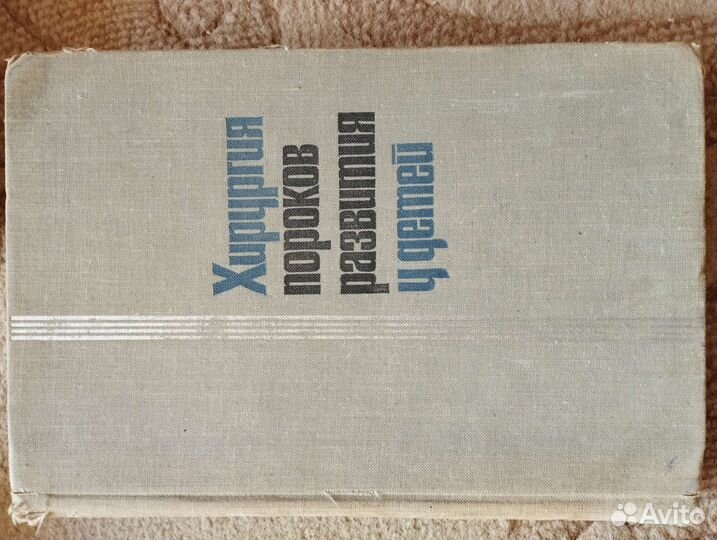 Хирургия
пороков
развития
у детей
Avito